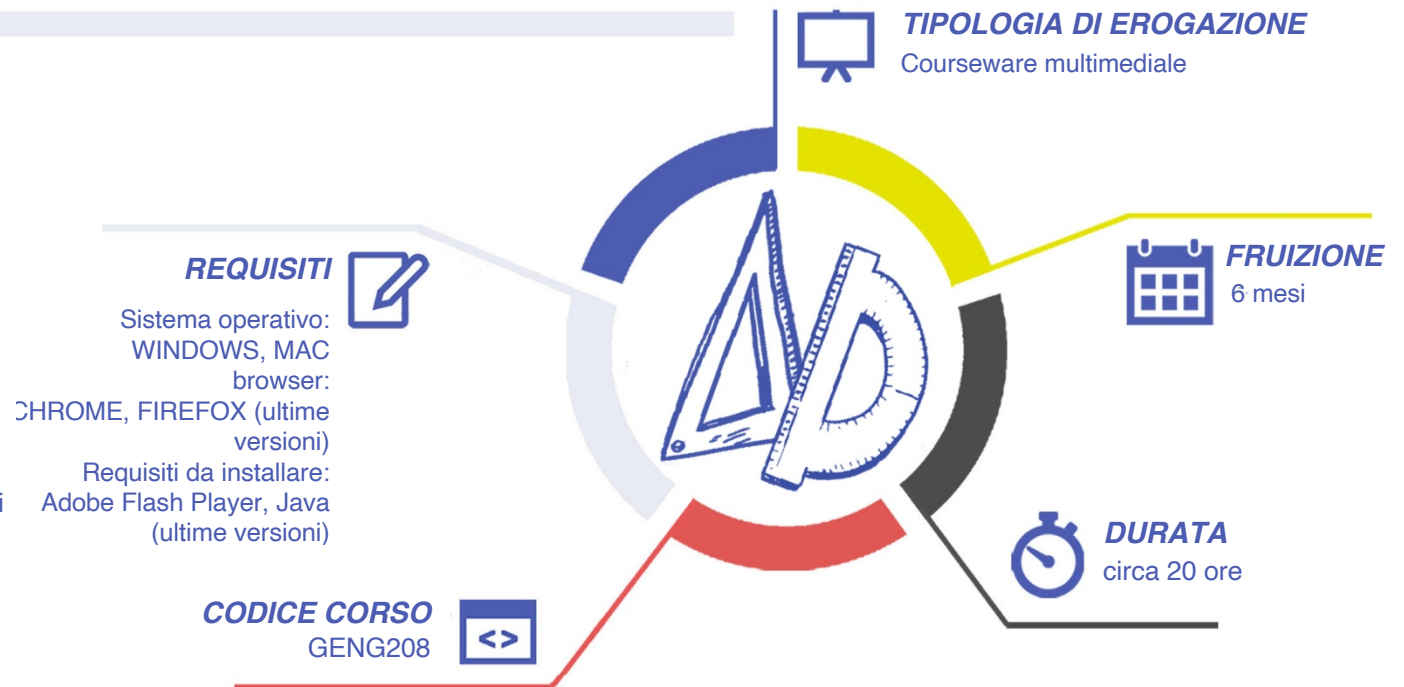 TIPOLOGIA DI EROGAZIONE
Courseware multimediale
FRUIZIONE
6 mesi
REQUISITI
Sistema operativo:
WINDOWS, MAC
browser:
CHROME, FIREFOX (ultime
versioni)
Requisiti da installare:
i Adobe Flash Player, Java
(ultime versioni)
DURATA
circa 20 ore
CODICE CORSO
GENG208
<>